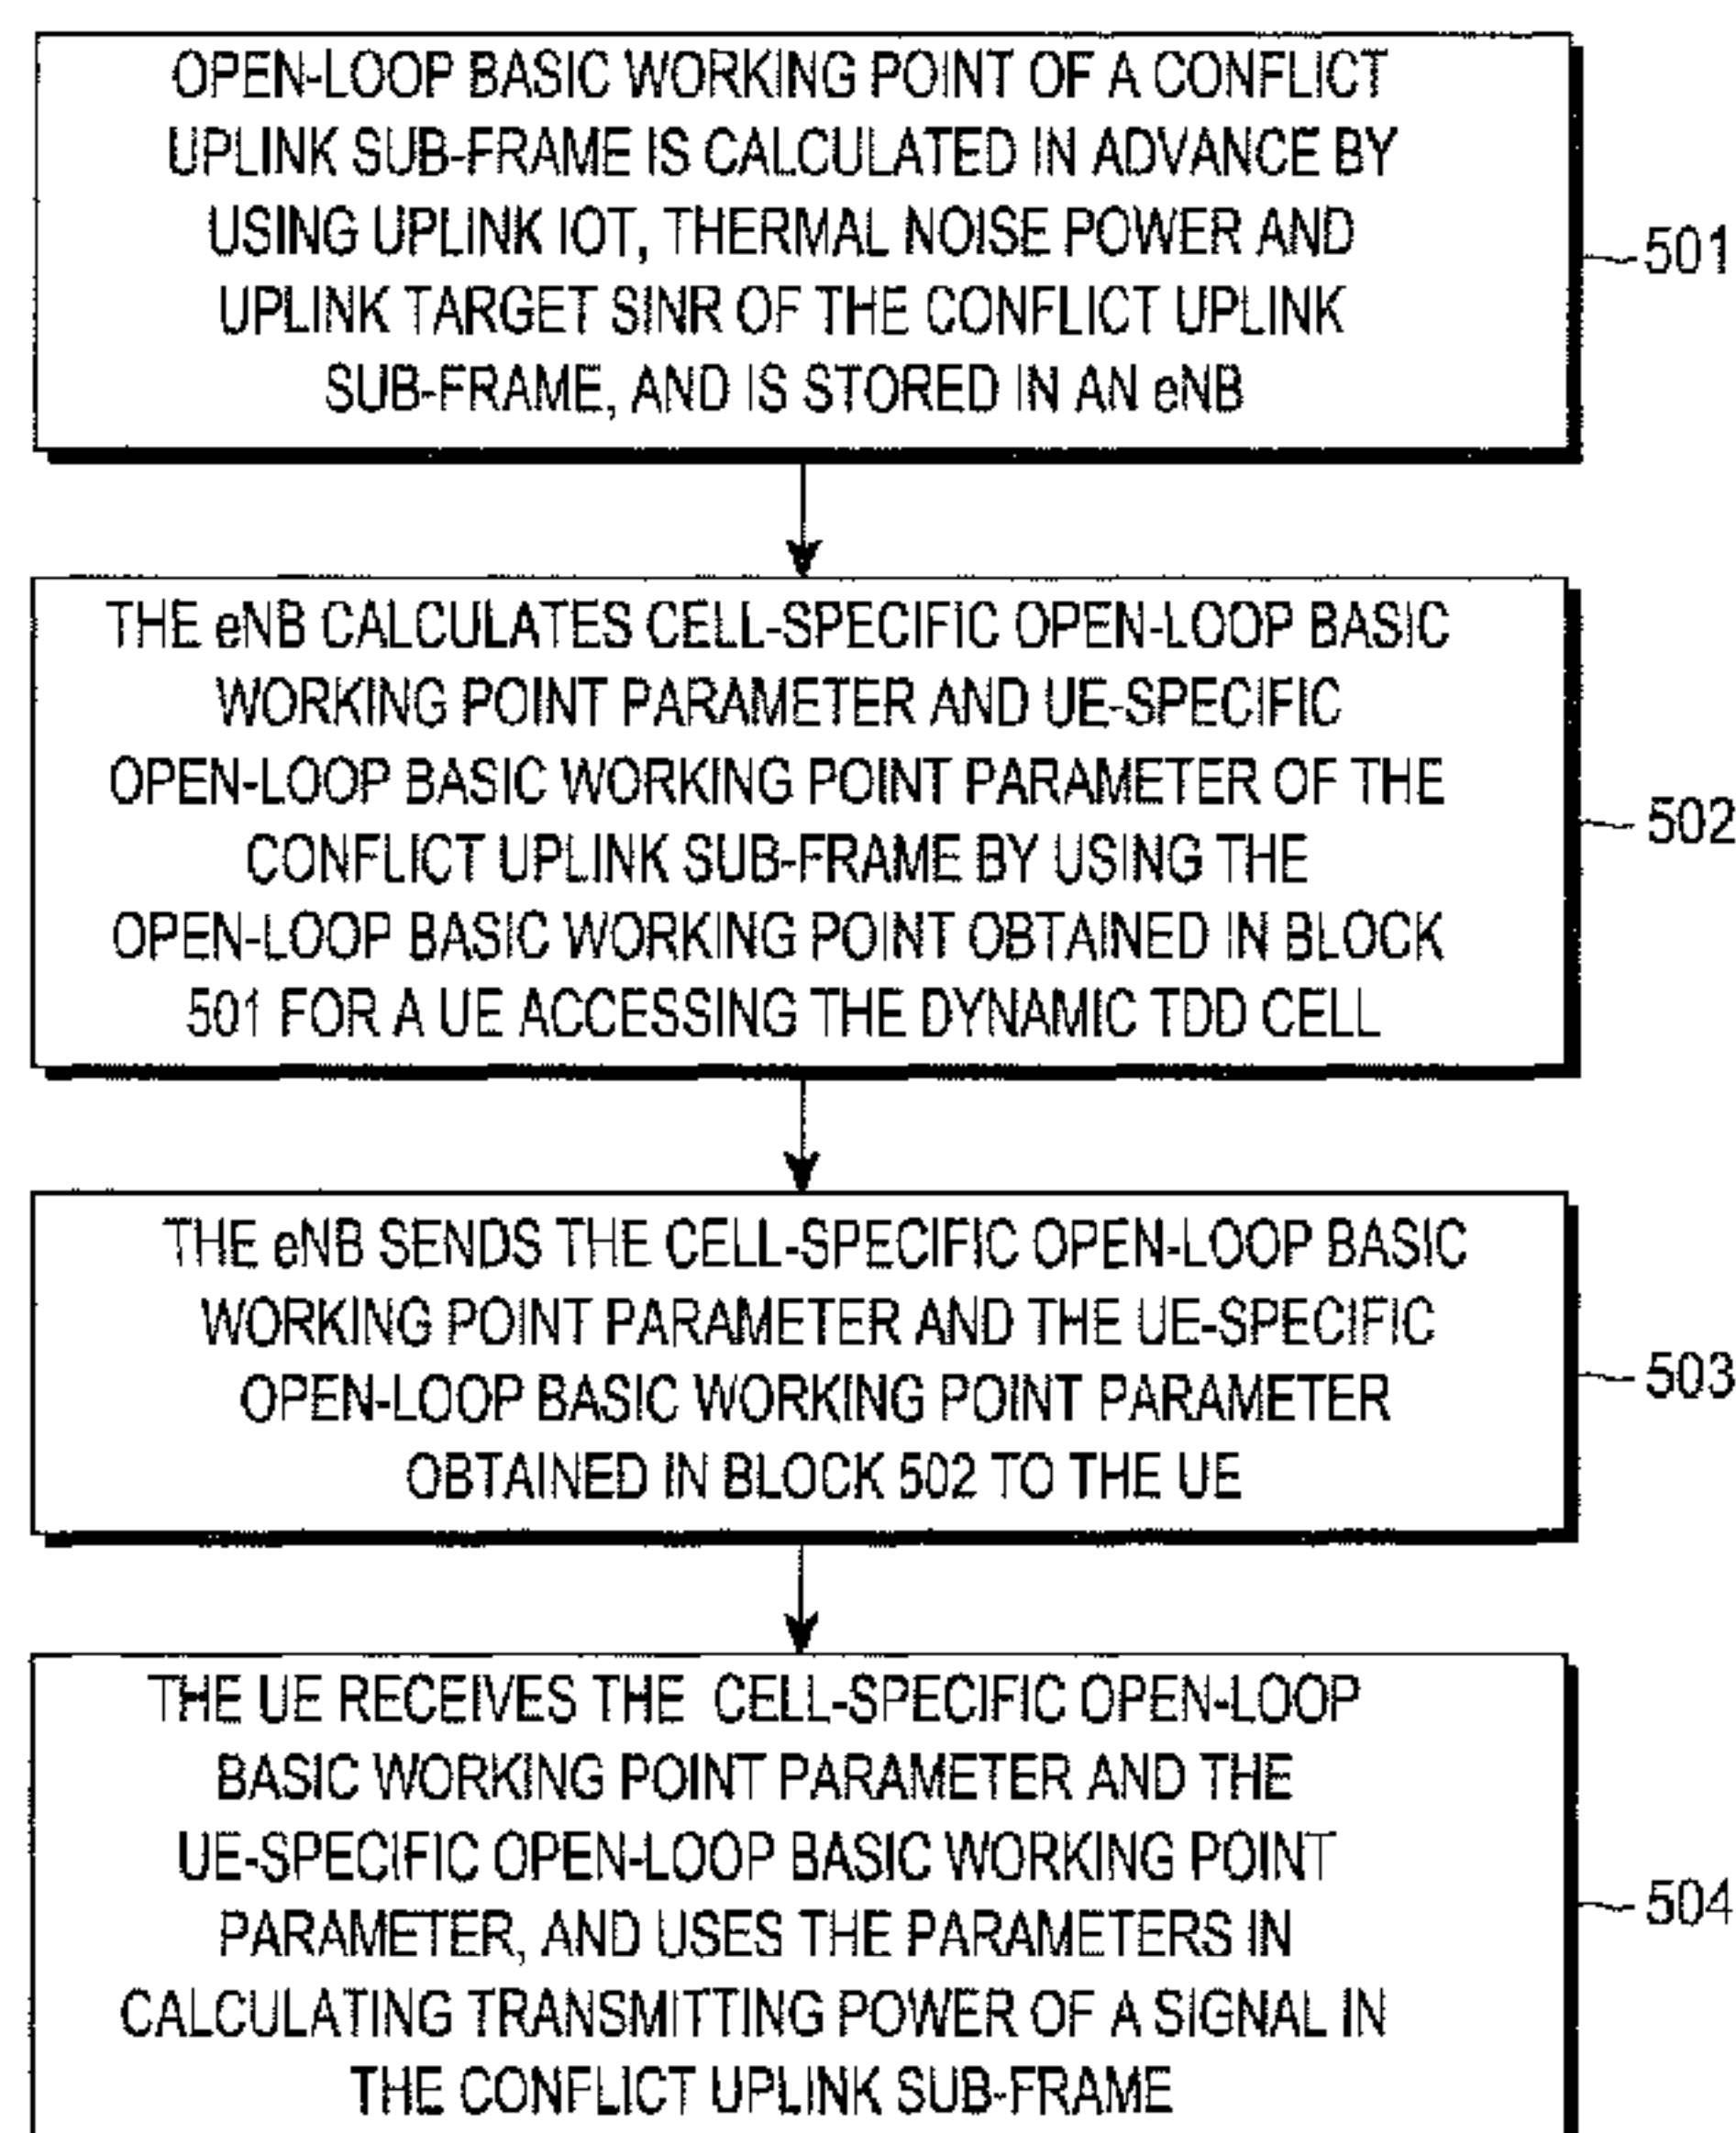 OPEN-LOOP BASIC WORKING POINT OF A CONFLICT
UPLINK SUB-FRAME IS CALCULATED IN ADVANCE BY
USING UPLINK IOT, THERMAL NOISE POWER AND
UPLINK TARGET SINR OF THE CONFLICT UPLINK
SUB-FRAME, AND IS STORED IN AN eNB
501
THE eNB CALCULATES CELL-SPECIFIC OPEN-LOOP BASIC
WORKING POINT PARAMETER AND UE-SPECIFIC
OPEN-LOOP BASIC WORKING POINT PARAMETER OF THE
CONFLICT UPLINK SUB-FRAME BY USING THE
OPEN-LOOP BASIC WORKING POINT OBTAINED IN BLOCK
501 FOR A UE ACCESSING THE DYNAMIC TDD CELL
502
THE eNB SENDS THE CELL-SPECIFIC OPEN-LOOP BASIC
WORKING POINT PARAMETER AND THE UE-SPECIFIC
OPEN-LOOP BASIC WORKING POINT PARAMETER
OBTAINED IN BLOCK 502 TO THE UE
503
THE UE RECEIVES THE CELL-SPECIFIC OPEN-LOOP
BASIC WORKING POINT PARAMETER AND THE
UE-SPECIFIC OPEN-LOOP BASIC WORKING POINT
PARAMETER, AND USES THE PARAMETERS IN
CALCULATING TRANSMITTING POWER OF A SIGNAL IN
THE CONFLICT UPLINK SUB-FRAME
504